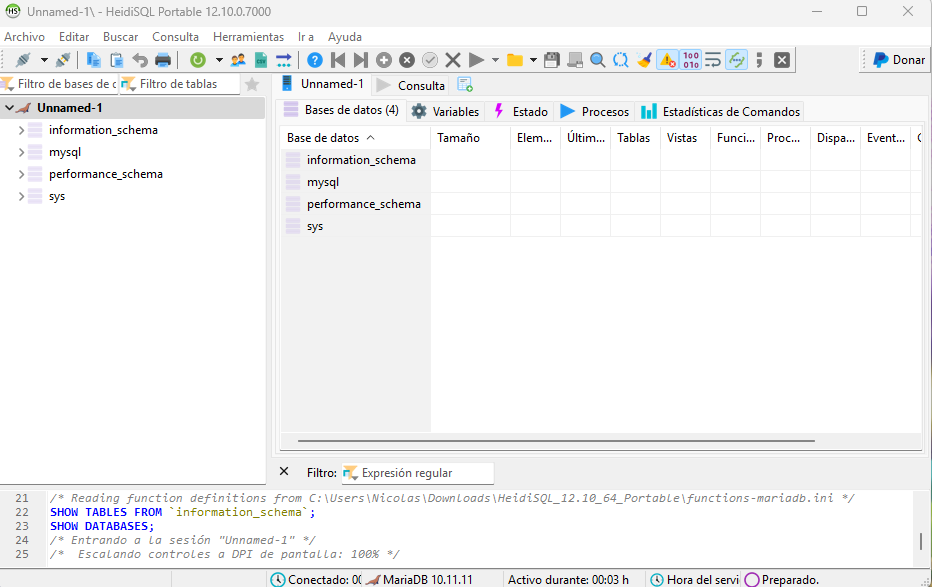 Unnamed-1\ - HeidiSQL Portable 12.10.0.7000
Archivo Editar Buscar Consulta Herramientas Ir a Ayuda
Donar
Filtro de bases de d Filtro de tablas
Unnamed-1 Consulta
Unnamed-1
information_schema
mysql
performance_schema
sys
Bases de datos (4) Variables Estado Procesos Estadísticas de Comandos
Base de datos Tamaño Elem... Últim... Tablas Vistas Funci... Proc... Dispa... Event...
information_schema
mysql
performance_schema
sys
Filtro: Expresión regular
21 /* Reading function definitions from C:\Users\Nicolas\Downloads\HeidiSQL_12.10_64_Portable\functions-mariadb.ini */
22 SHOW TABLES FROM `information_schema`;
23 SHOW DATABASES;
24 /* Entrando a la sesión "Unnamed-1" */
25 /*  Escalando controles a DPI de pantalla: 100% */
Conectado: 00 MariaDB 10.11.11 Activo durante: 00:03 h Hora del servi Preparado.